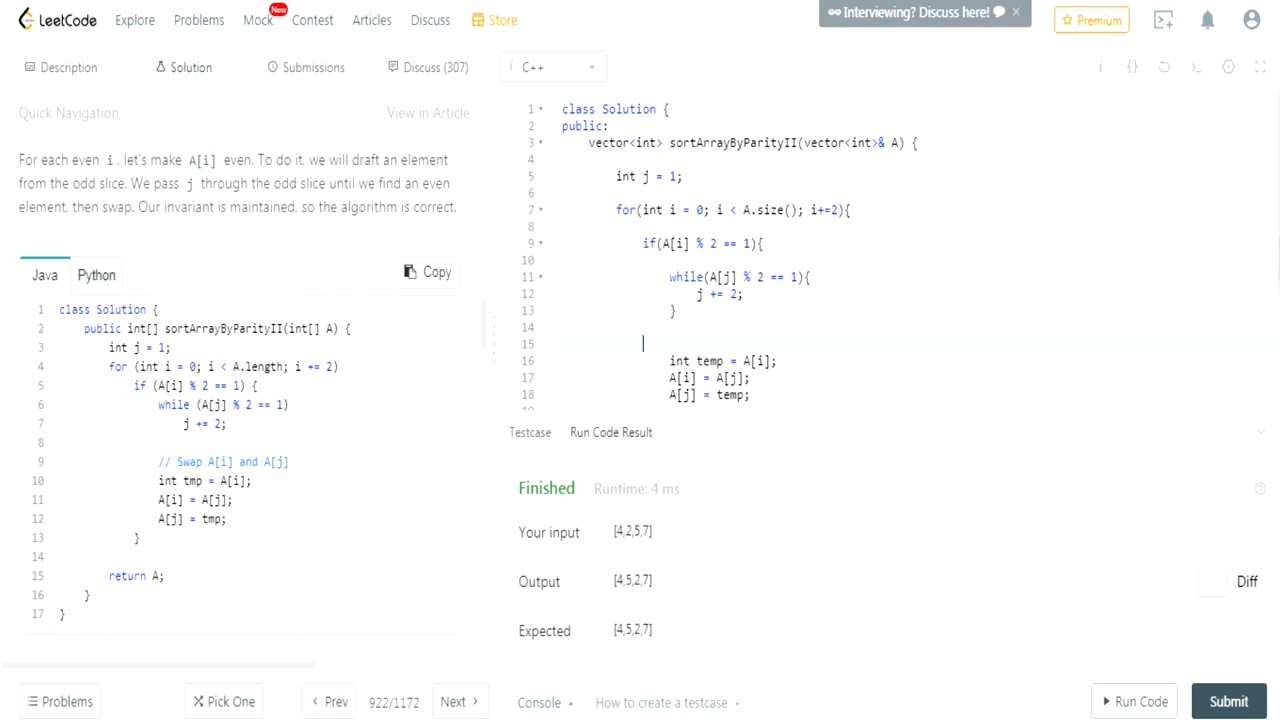 LeetCode Explore Problems Mock New Contest Articles Discuss Store
Interviewing? Discuss here! × Premium
Description Solution Submissions Discuss (307)
i C++
Quick Navigation View in Article
For each even i, let's make A[i] even. To do it, we will draft an element
from the odd slice. We pass j through the odd slice until we find an even
element, then swap. Our invariant is maintained, so the algorithm is correct.
Java Python Copy
1 class Solution {
2 public int[] sortArrayByParityII(int[] A) {
3 int j = 1;
4 for (int i = 0; i < A.length; i += 2)
5 if (A[i] % 2 == 1) {
6 while (A[j] % 2 == 1)
7 j += 2;
8
9 // Swap A[i] and A[j]
10 int tmp = A[i];
11 A[i] = A[j];
12 A[j] = tmp;
13 }
14
15 return A;
16 }
17 }
Problems Pick One Prev 922/1172 Next
i {}
1 class Solution {
2 public:
3 vector<int> sortArrayByParityII(vector<int>& A) {
4
5 int j = 1;
6
7 for(int i = 0; i < A.size(); i+=2){
8
9 if(A[i] % 2 == 1){
10
11 while(A[j] % 2 == 1){
12 j += 2;
13 }
14
15
16 int temp = A[i];
17 A[i] = A[j];
18 A[j] = temp;
Testcase Run Code Result
Finished Runtime: 4 ms
Your input [4,2,5,7]
Output [4,5,2,7] Diff
Expected [4,5,2,7]
Console How to create a testcase Run Code Submit